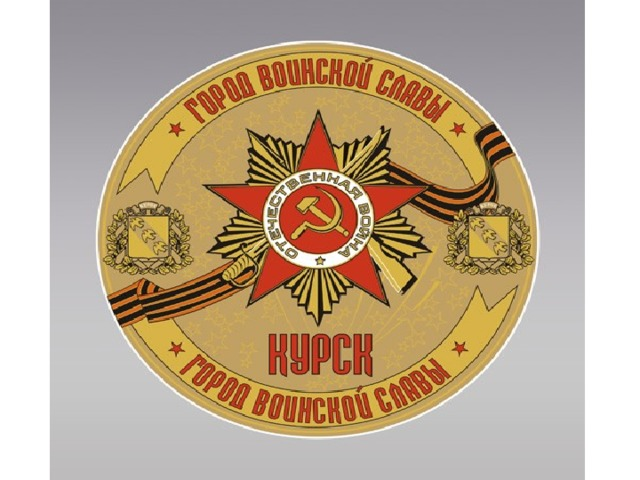 ГОРОД ВОИНСКОЙ СЛАВЫ
ОТЕЧЕСТВЕННАЯ ВОЙНА
КУРСК
ГОРОД ВОИНСКОЙ СЛАВЫ